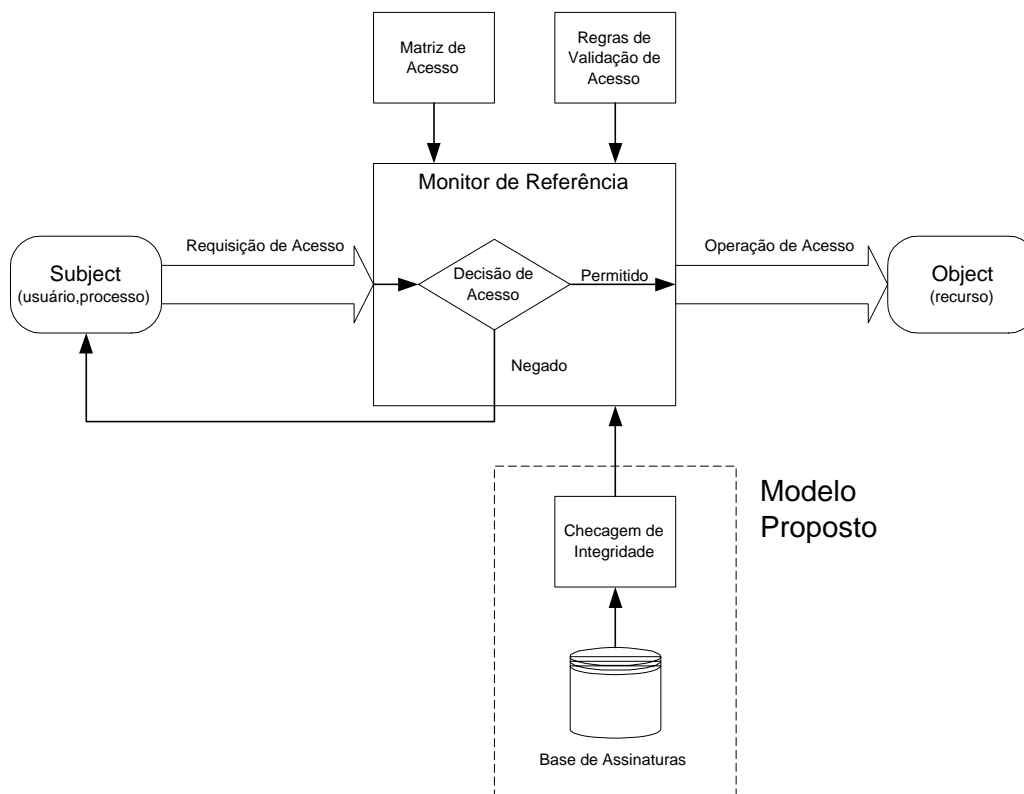 Matriz de
Acesso
Regras de
Validação de
Acesso
Monitor de Referência
Requisição de Acesso
Operação de Acesso
Subject
(usuário,processo)
Decisão de
Acesso
Permitido
Object
(recurso)
Negado
Modelo
Proposto
Checagem de
Integridade
Base de Assinaturas